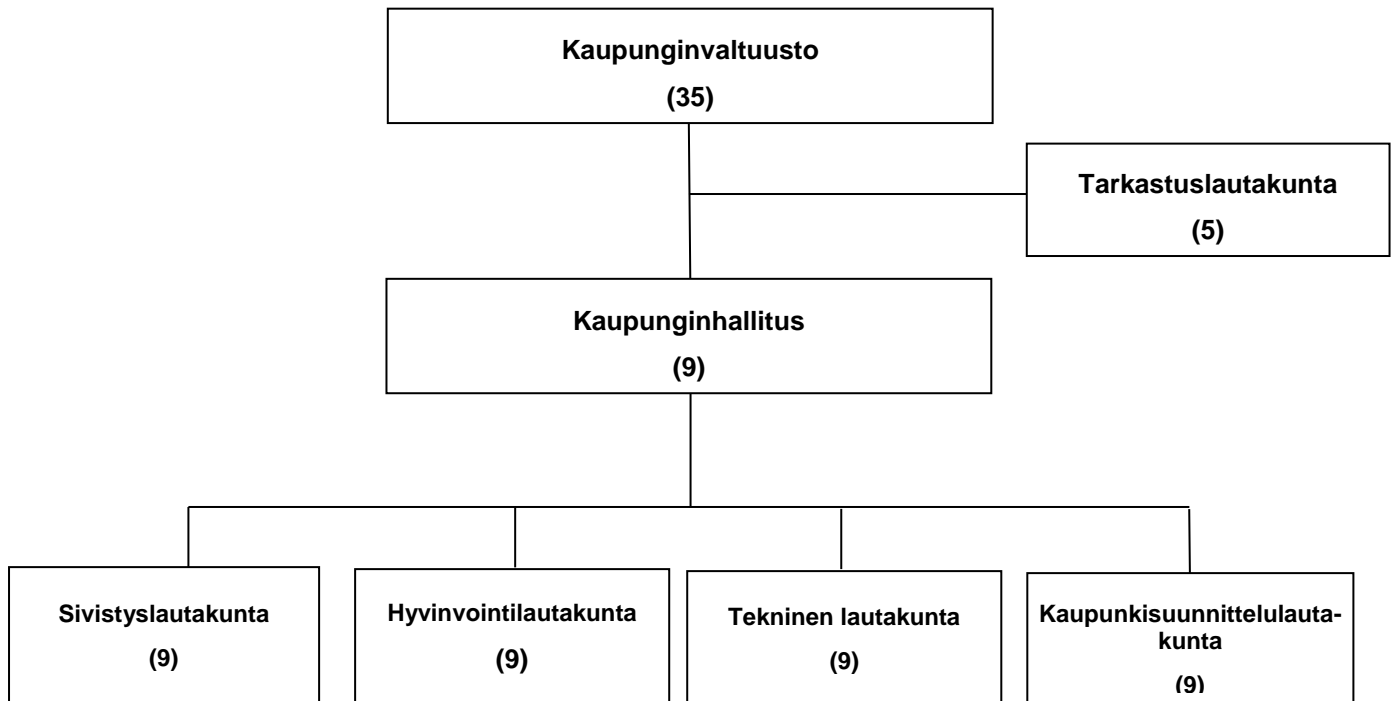 Kaupunginvaltuusto
(35)
Tarkastuslautakunta
(5)
Kaupunginhallitus
(9)
Sivistyslautakunta
(9)
Hyvinvointilautakunta
(9)
Tekninen lautakunta
(9)
Kaupunkisuunnittelulauta-
kunta
(9)